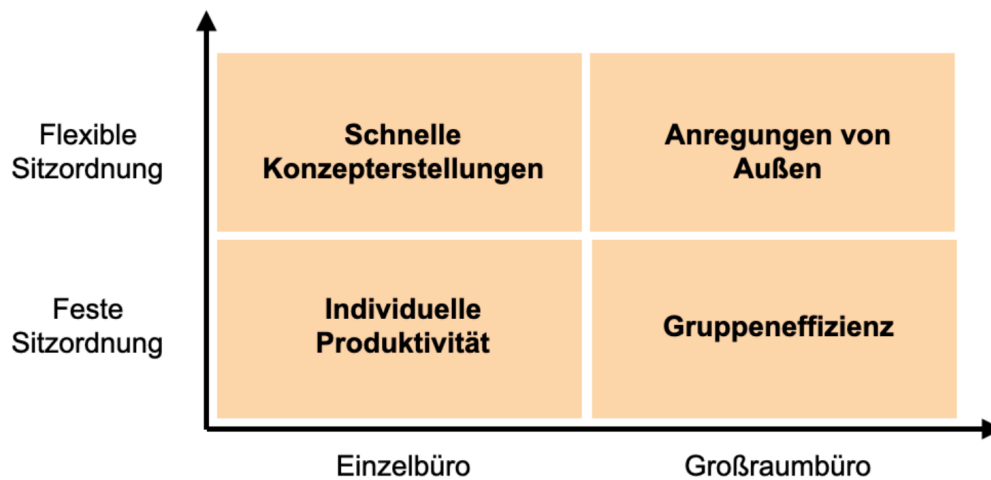 Flexible
Sitzordnung
Schnelle
Konzepterstellungen
Anregungen von
Außen
Feste
Sitzordnung
Individuelle
Produktivität
Gruppeneffizienz
Einzelbüro
Großraumbüro